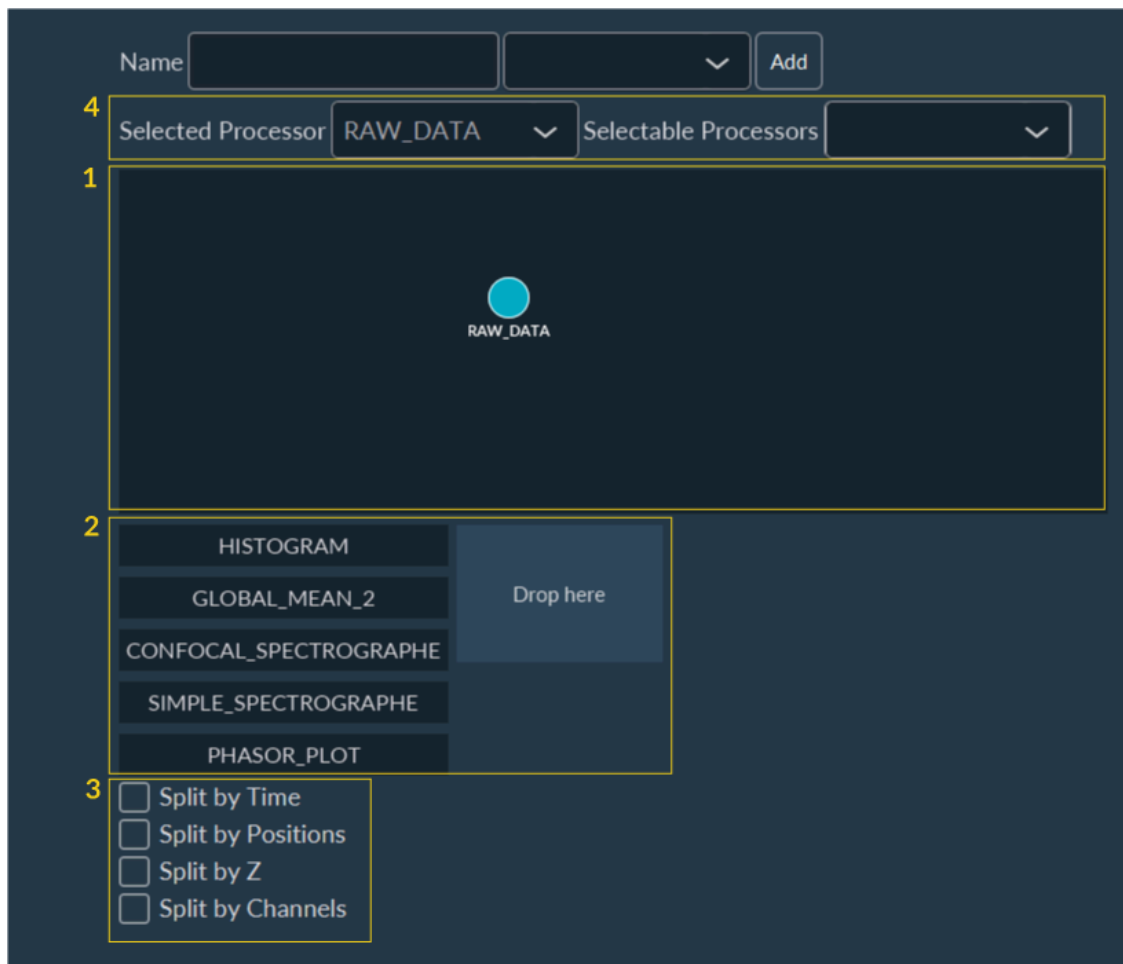 Name Add
4
Selected Processor RAW_DATA Selectable Processors
1
RAW_DATA
2
HISTOGRAM
Drop here
GLOBAL_MEAN_2
CONFOCAL_SPECTROGRAPHE
SIMPLE_SPECTROGRAPHE
PHASOR_PLOT
3
Split by Time
Split by Positions
Split by Z
Split by Channels